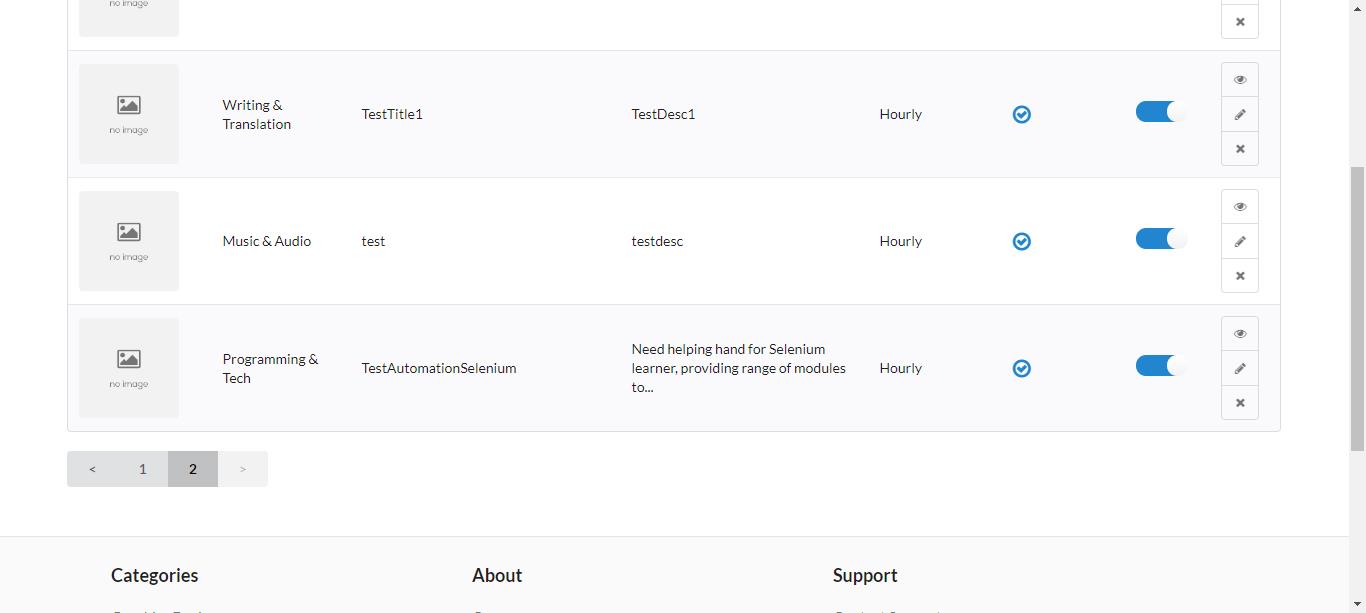 no image
Writing &
Translation
TestTitle1
TestDesc1
Hourly
no image
Music & Audio
test
testdesc
Hourly
no image
Programming &
Tech
TestAutomationSelenium
Need helping hand for Selenium
learner, providing range of modules
to...
Hourly
no image
< 1 2 >
Categories
About
Support